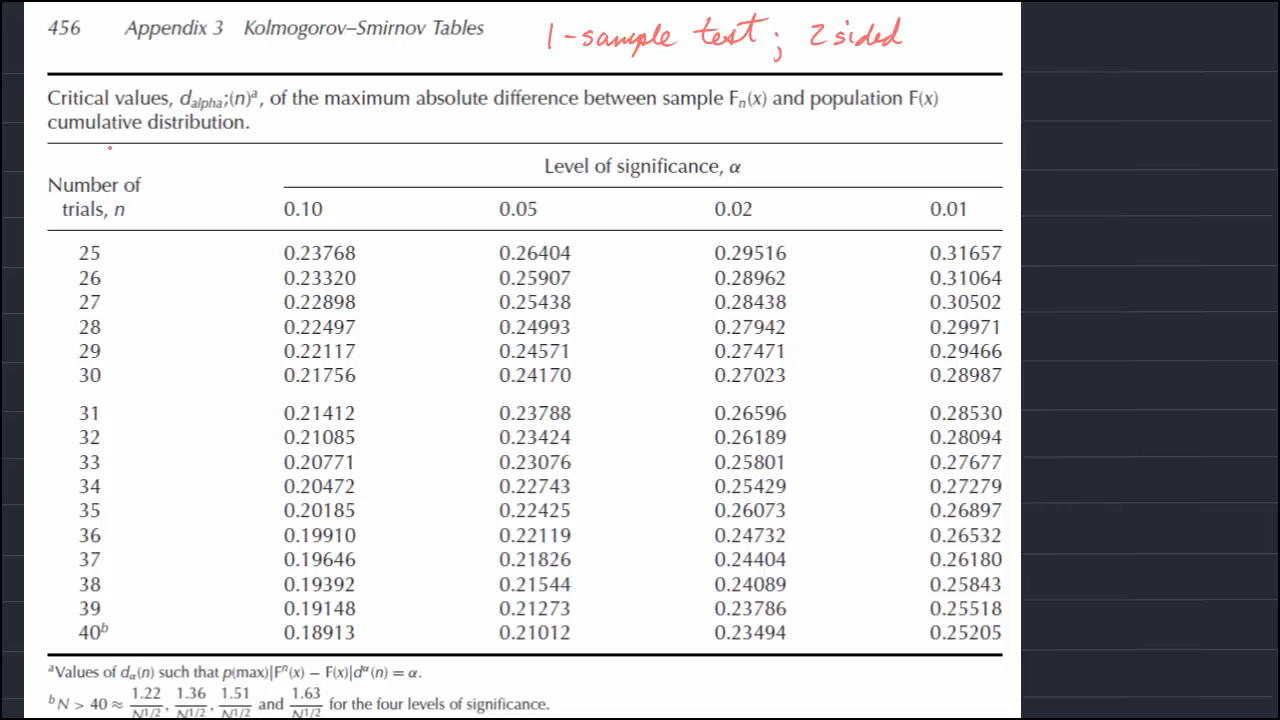 456 Appendix 3 Kolmogorov–Smirnov Tables 1-sample test; 2 sided
Critical values, d_alpha;(n)^a, of the maximum absolute difference between sample F_n(x) and population F(x)
cumulative distribution.
Level of significance, α
Number of
trials, n 0.10 0.05 0.02 0.01
25 0.23768 0.26404 0.29516 0.31657
26 0.23320 0.25907 0.28962 0.31064
27 0.22898 0.25438 0.28438 0.30502
28 0.22497 0.24993 0.27942 0.29971
29 0.22117 0.24571 0.27471 0.29466
30 0.21756 0.24170 0.27023 0.28987
31 0.21412 0.23788 0.26596 0.28530
32 0.21085 0.23424 0.26189 0.28094
33 0.20771 0.23076 0.25801 0.27677
34 0.20472 0.22743 0.25429 0.27279
35 0.20185 0.22425 0.26073 0.26897
36 0.19910 0.22119 0.24732 0.26532
37 0.19646 0.21826 0.24404 0.26180
38 0.19392 0.21544 0.24089 0.25843
39 0.19148 0.21273 0.23786 0.25518
40^b 0.18913 0.21012 0.23494 0.25205
^a Values of d_α(n) such that p(max)|F^n(x) − F(x)|d^α(n) = α.
^b N > 40 ≈ 1.22/N^1/2, 1.36/N^1/2, 1.51/N^1/2 and 1.63/N^1/2 for the four levels of significance.